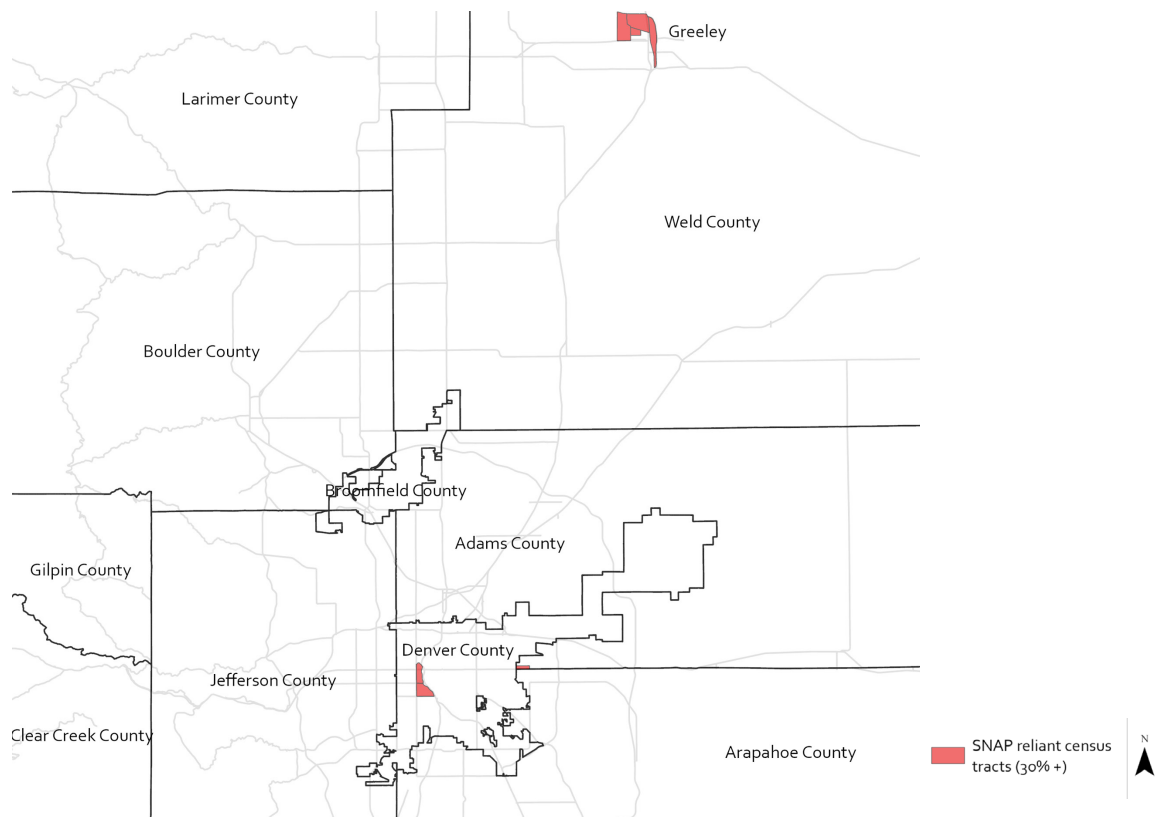 Greeley
Larimer County
Weld County
Boulder County
Broomfield County
Adams County
Gilpin County
Denver County
Jefferson County
Clear Creek County
Arapahoe County
SNAP reliant census
tracts (30% +)
N